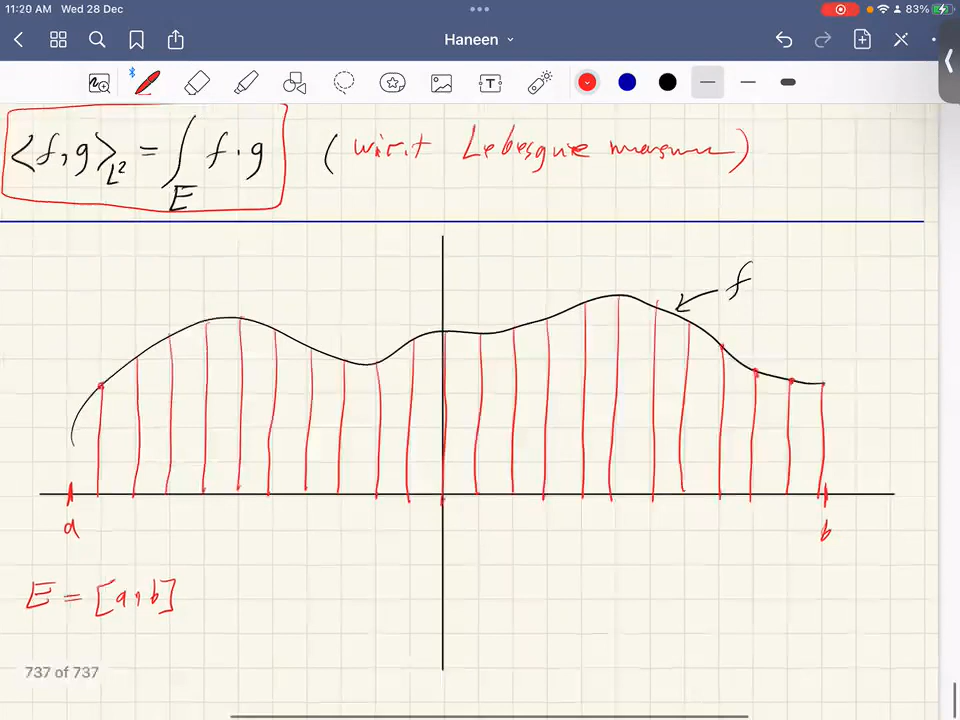 11:20 AM Wed 28 Dec
83%
Haneen
<f, g>_{L²} = ∫_E f · g (w.r.t Lebesgue measure)
f
a
b
E = [a, b]
737 of 737